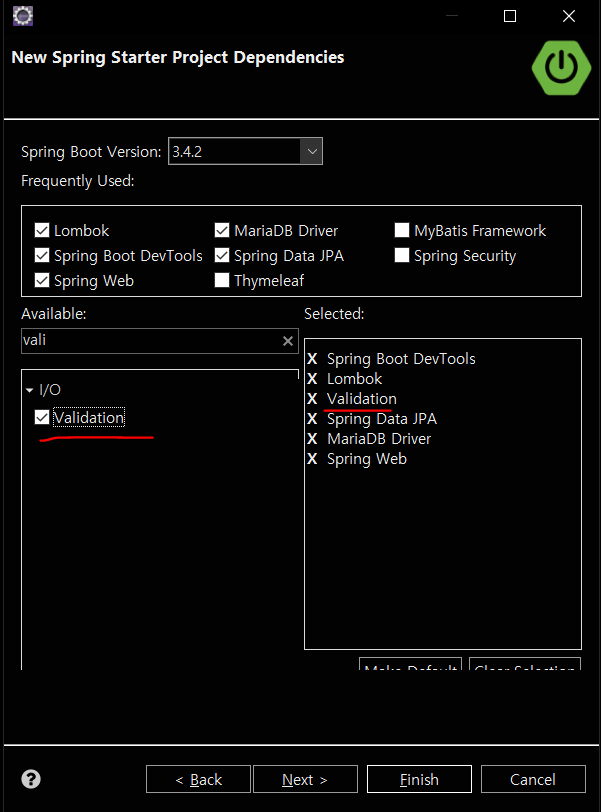 New Spring Starter Project Dependencies
Spring Boot Version: 3.4.2
Frequently Used:
Lombok MariaDB Driver MyBatis Framework
Spring Boot DevTools Spring Data JPA Spring Security
Spring Web Thymeleaf
Available: Selected:
vali
I/O
Validation
X Spring Boot DevTools
X Lombok
X Validation
X Spring Data JPA
X MariaDB Driver
X Spring Web
Make Default Clear Selection
< Back Next > Finish Cancel